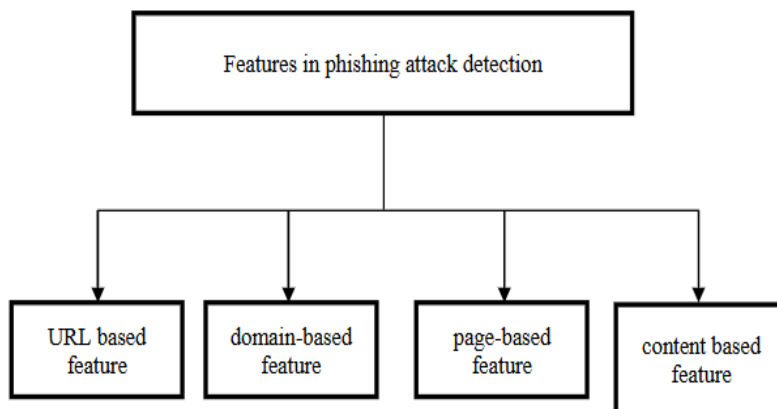 Features in phishing attack detection
URL based
feature
domain-based
feature
page-based
feature
content based
feature